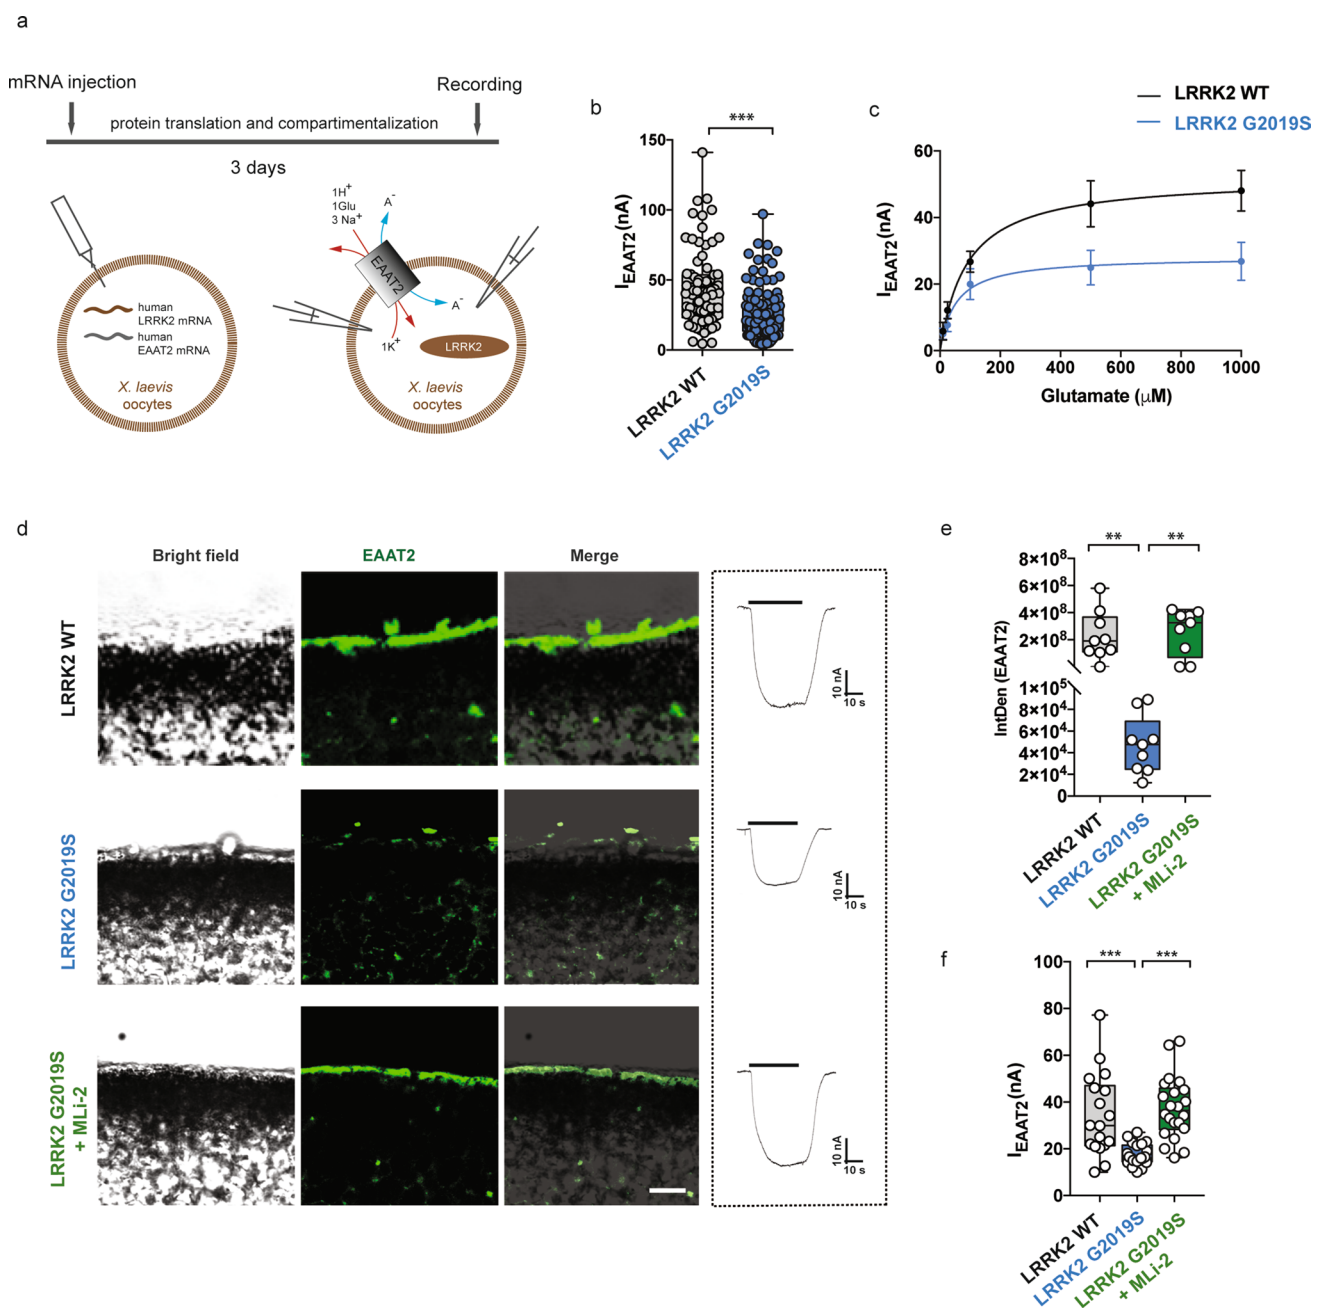 a
mRNA injection
Recording
protein translation and compartimentalization
3 days
1H+
1Glu
3 Na+
A-
EAAT2
A-
1K+
LRRK2
human
LRRK2 mRNA
human
EAAT2 mRNA
X. laevis
oocytes
X. laevis
oocytes
b
***
IEAAT2(nA)
150
100
50
0
LRRK2 WT
LRRK2 G2019S
c
LRRK2 WT
LRRK2 G2019S
IEAAT2(nA)
60
40
20
0
0
200
400
600
800
1000
Glutamate (μM)
d
Bright field
EAAT2
Merge
LRRK2 WT
10 nA
10 s
LRRK2 G2019S
10 nA
10 s
LRRK2 G2019S
+ MLi-2
10 nA
10 s
e
**
**
IntDen (EAAT2)
8×10⁸
6×10⁸
4×10⁸
2×10⁸
1×10⁵
8×10⁴
6×10⁴
4×10⁴
2×10⁴
0
LRRK2 WT
LRRK2 G2019S
LRRK2 G2019S
+ MLi-2
f
***
***
IEAAT2(nA)
100
80
60
40
20
0
LRRK2 WT
LRRK2 G2019S
LRRK2 G2019S
+ MLi-2